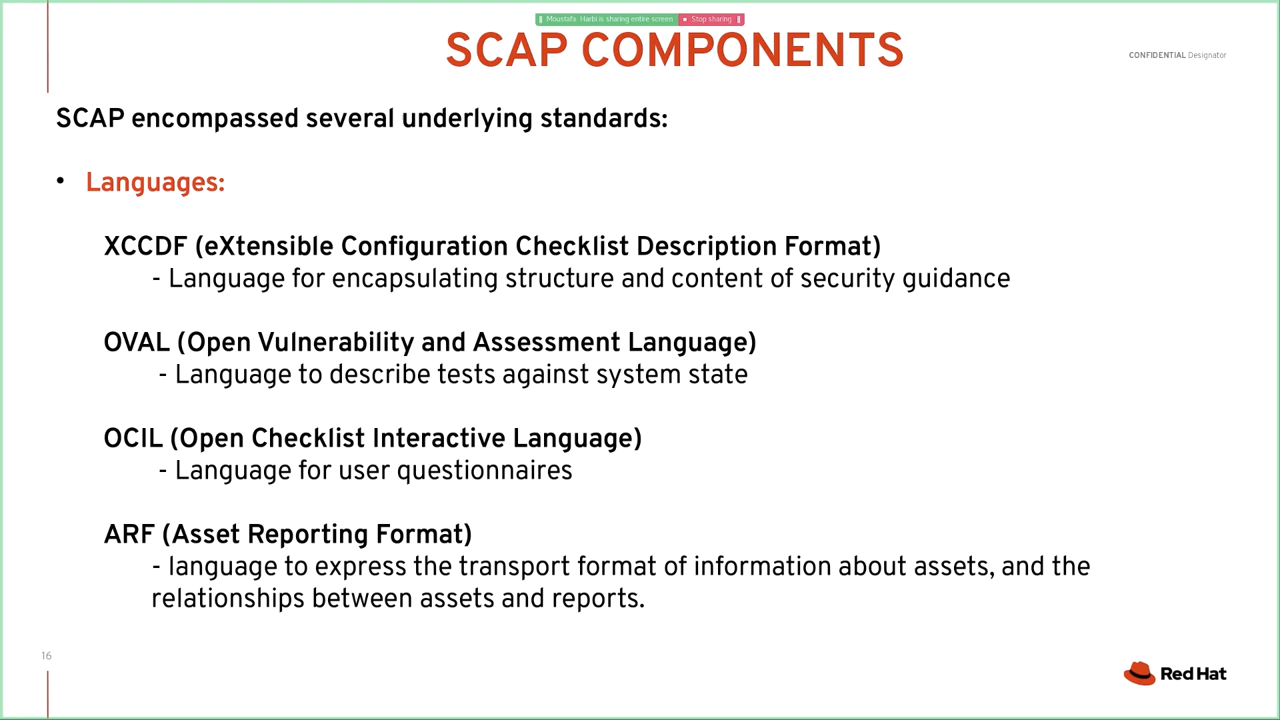 Moustafa Harbi is sharing entire screen Stop sharing
SCAP COMPONENTS
CONFIDENTIAL Designator
SCAP encompassed several underlying standards:
• Languages:
XCCDF (eXtensible Configuration Checklist Description Format)
- Language for encapsulating structure and content of security guidance
OVAL (Open Vulnerability and Assessment Language)
- Language to describe tests against system state
OCIL (Open Checklist Interactive Language)
- Language for user questionnaires
ARF (Asset Reporting Format)
- language to express the transport format of information about assets, and the
relationships between assets and reports.
16
Red Hat